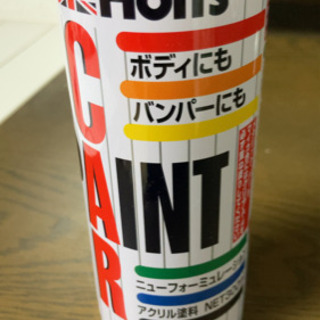 Holts
ボディにも
バンパーにも
CAR
PAINT
ニューフォーミュレーション
アクリル塗料 NET300